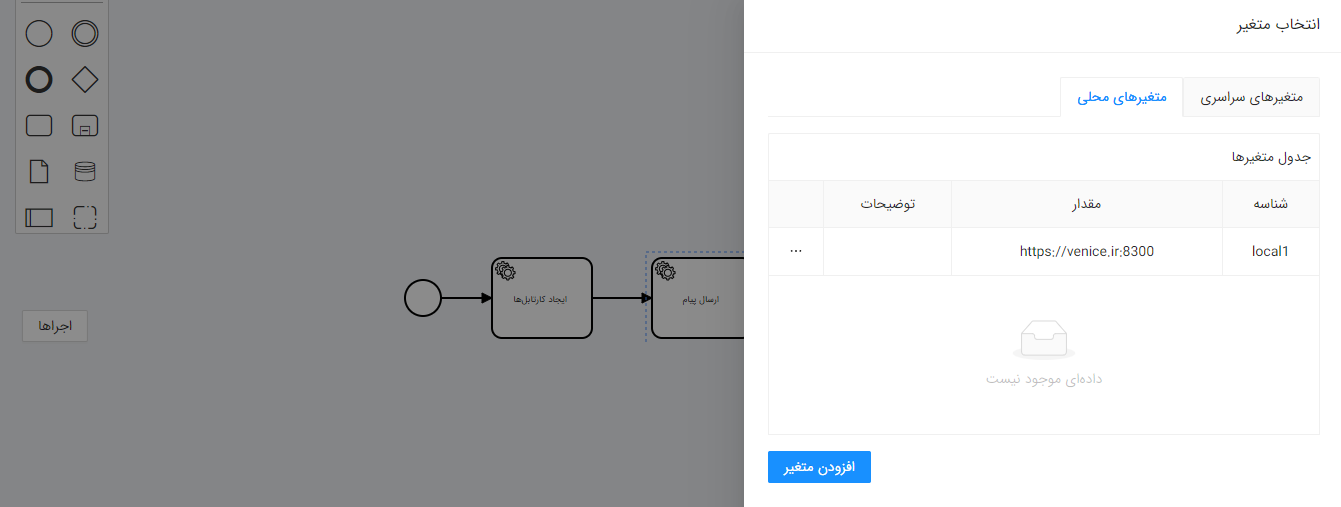 انتخاب متغیر
متغیرهای سراسری
متغیرهای محلی
جدول متغیرها
شناسه
مقدار
توضیحات
local1
https://venice.ir:8300
...
داده‌ای موجود نیست
افزودن متغیر
ایجاد کارتابل‌ها
ارسال پیام
اجراها